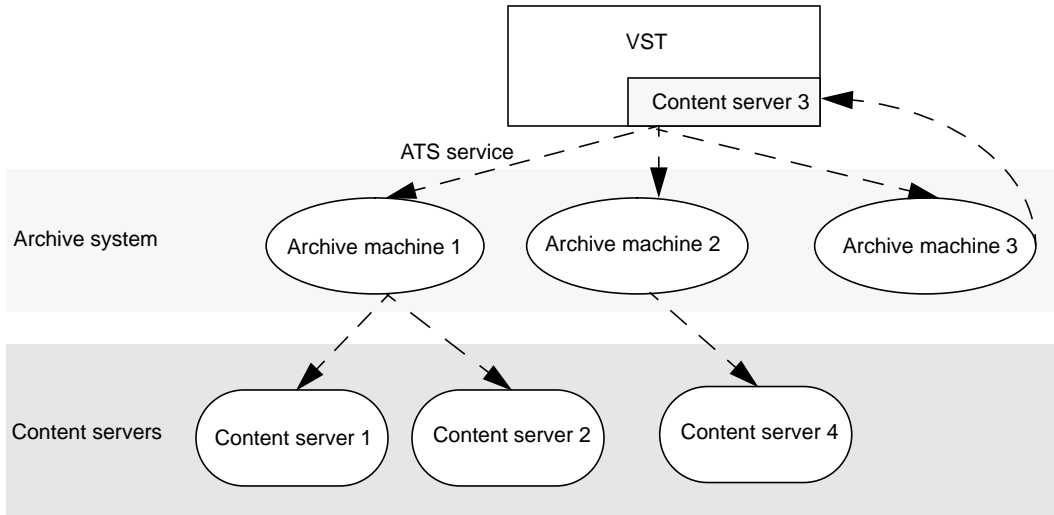 VST
Content server 3
ATS service
Archive system
Archive machine 1
Archive machine 2
Archive machine 3
Content servers
Content server 1
Content server 2
Content server 4